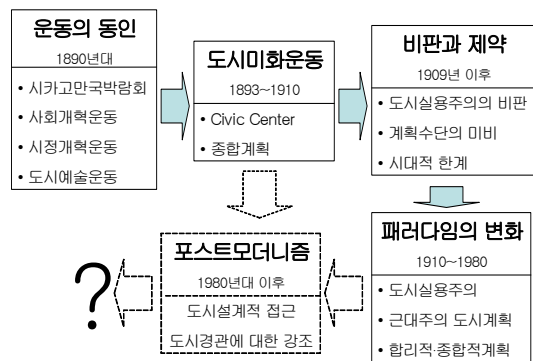 운동의 동인
1890년대
• 시카고만국박람회
• 사회개혁운동
• 시정개혁운동
• 도시예술운동
도시미화운동
1893~1910
• Civic Center
• 종합계획
비판과 제약
1909년 이후
• 도시실용주의의 비판
• 계획수단의 미비
• 시대적 한계
패러다임의 변화
1910~1980
• 도시실용주의
• 근대주의 도시계획
• 합리적·종합적계획
포스트모더니즘
1980년대 이후
도시설계적 접근
도시경관에 대한 강조
?